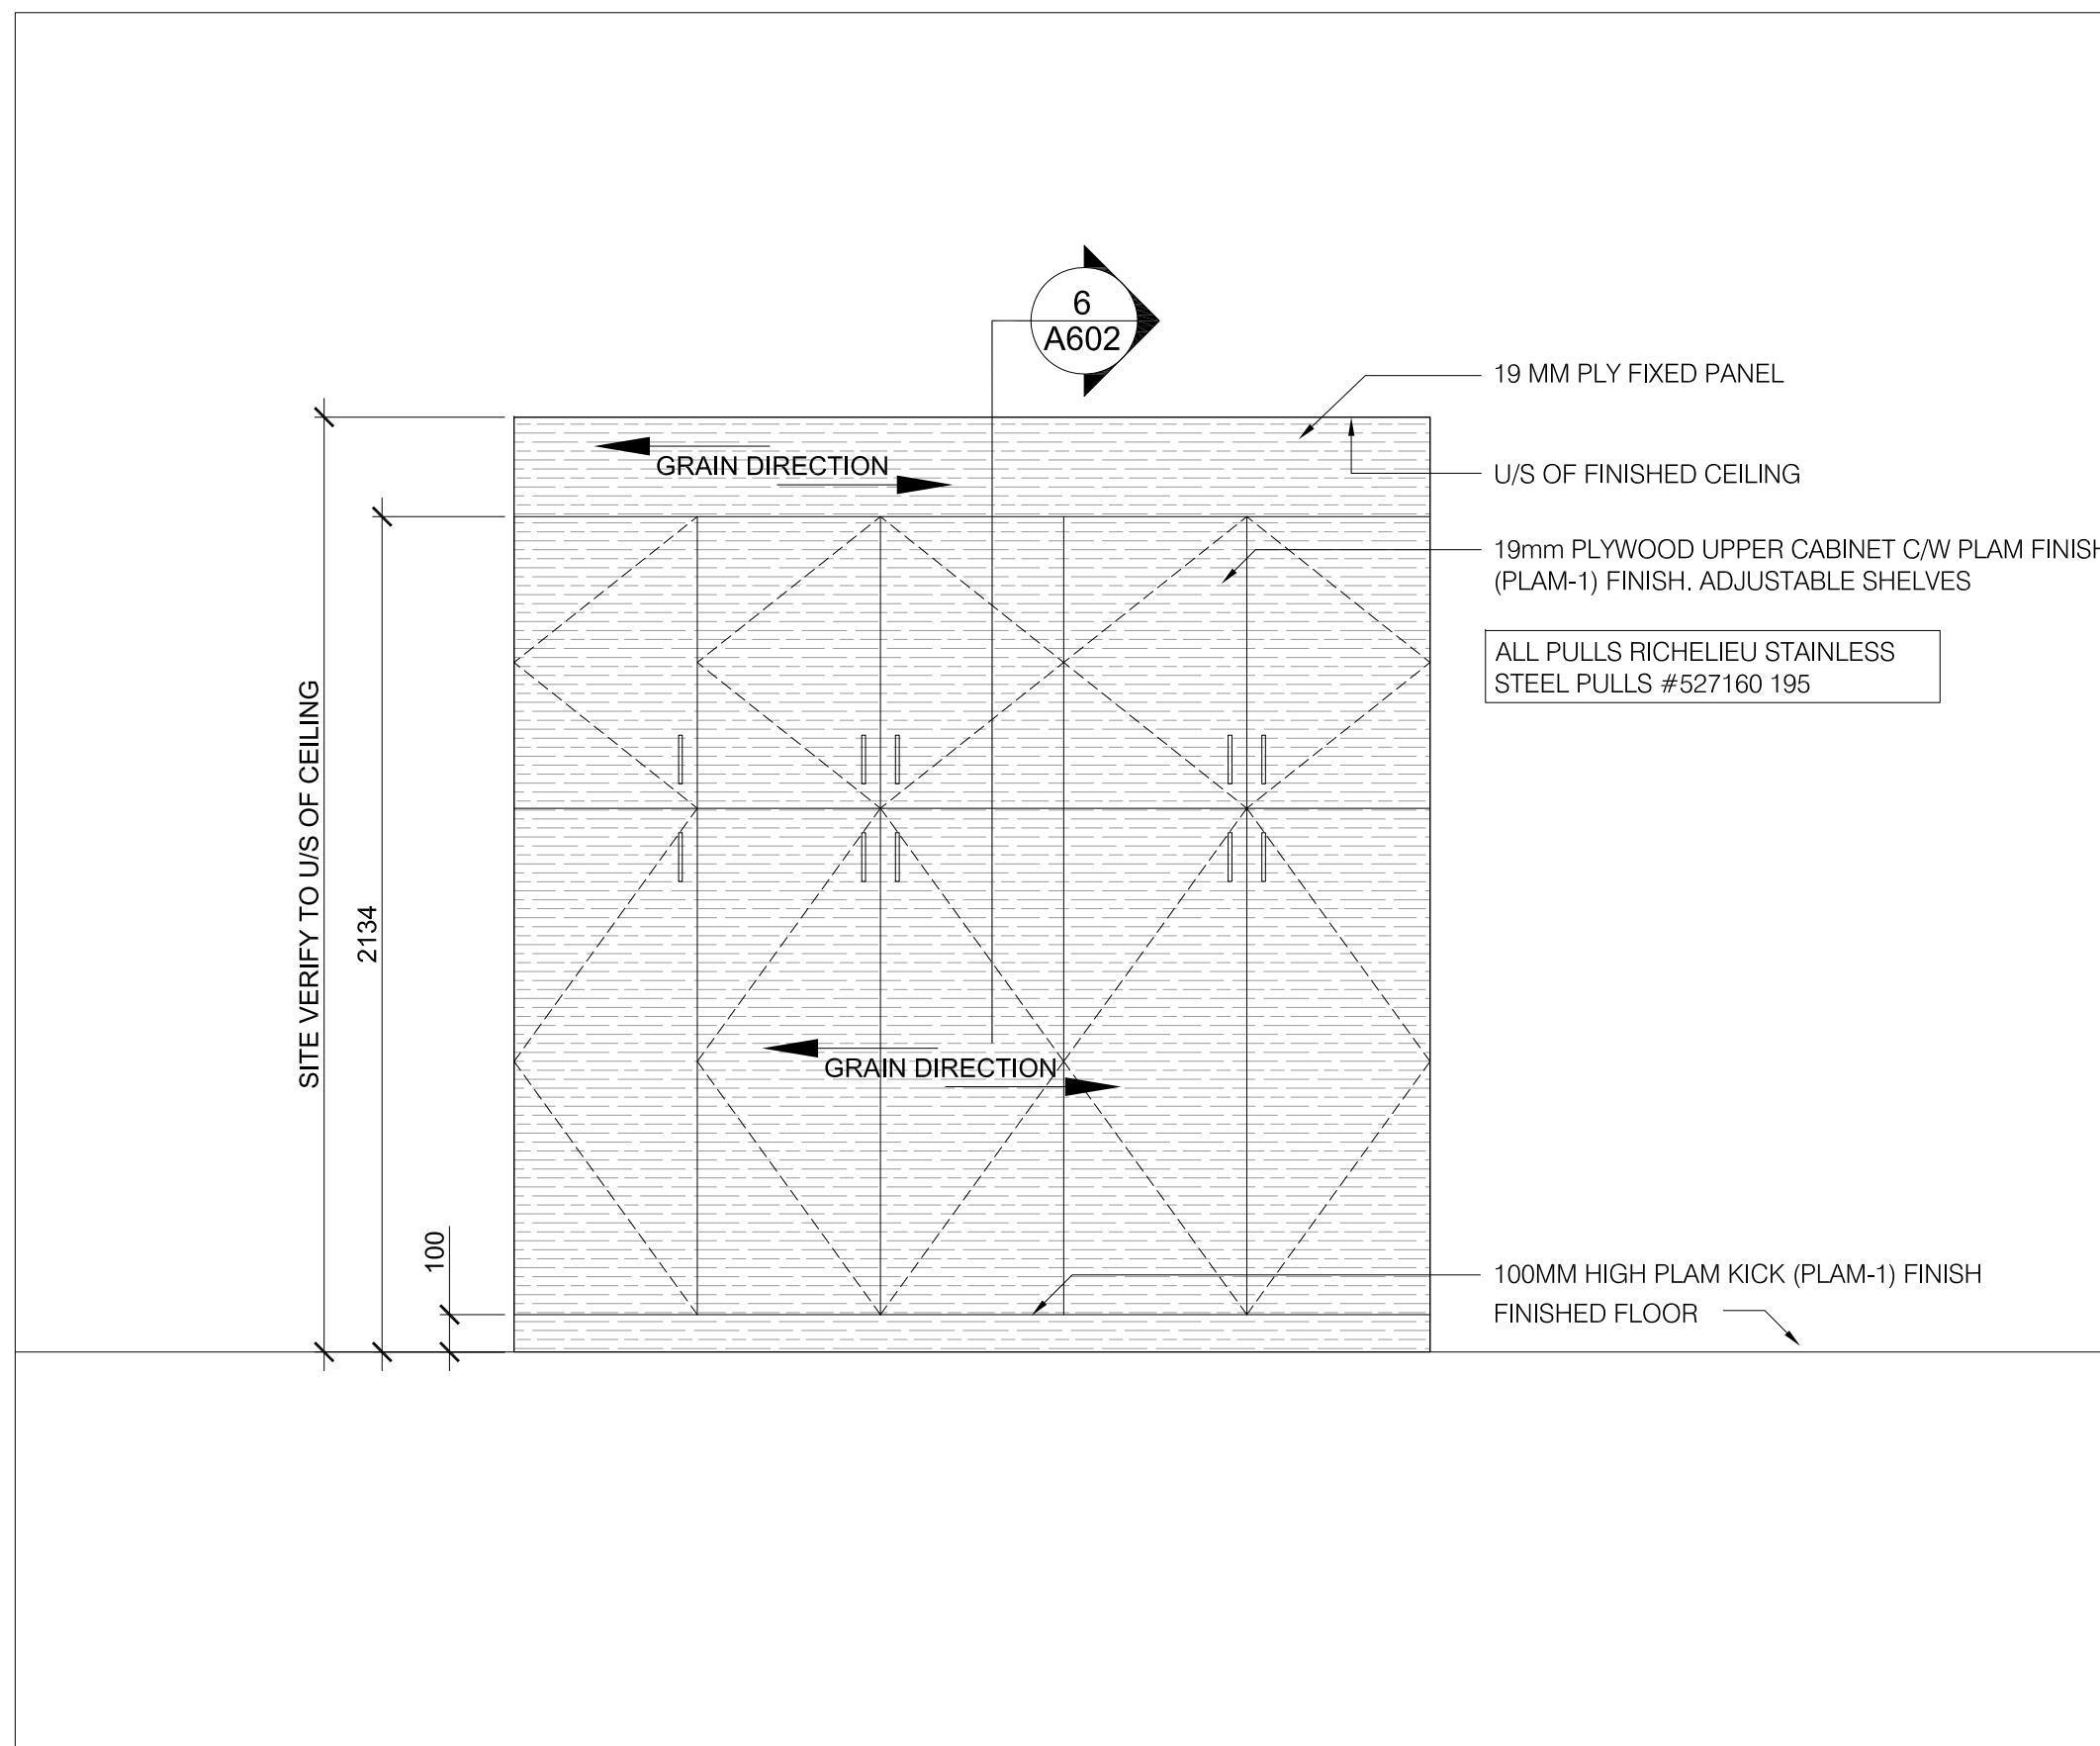 6
A602
19 MM PLY FIXED PANEL
GRAIN DIRECTION
U/S OF FINISHED CEILING
19mm PLYWOOD UPPER CABINET C/W PLAM FINISH
(PLAM-1) FINISH. ADJUSTABLE SHELVES
ALL PULLS RICHELIEU STAINLESS
STEEL PULLS #527160 195
SITE VERIFY TO U/S OF CEILING
2134
GRAIN DIRECTION
100
100MM HIGH PLAM KICK (PLAM-1) FINISH
FINISHED FLOOR